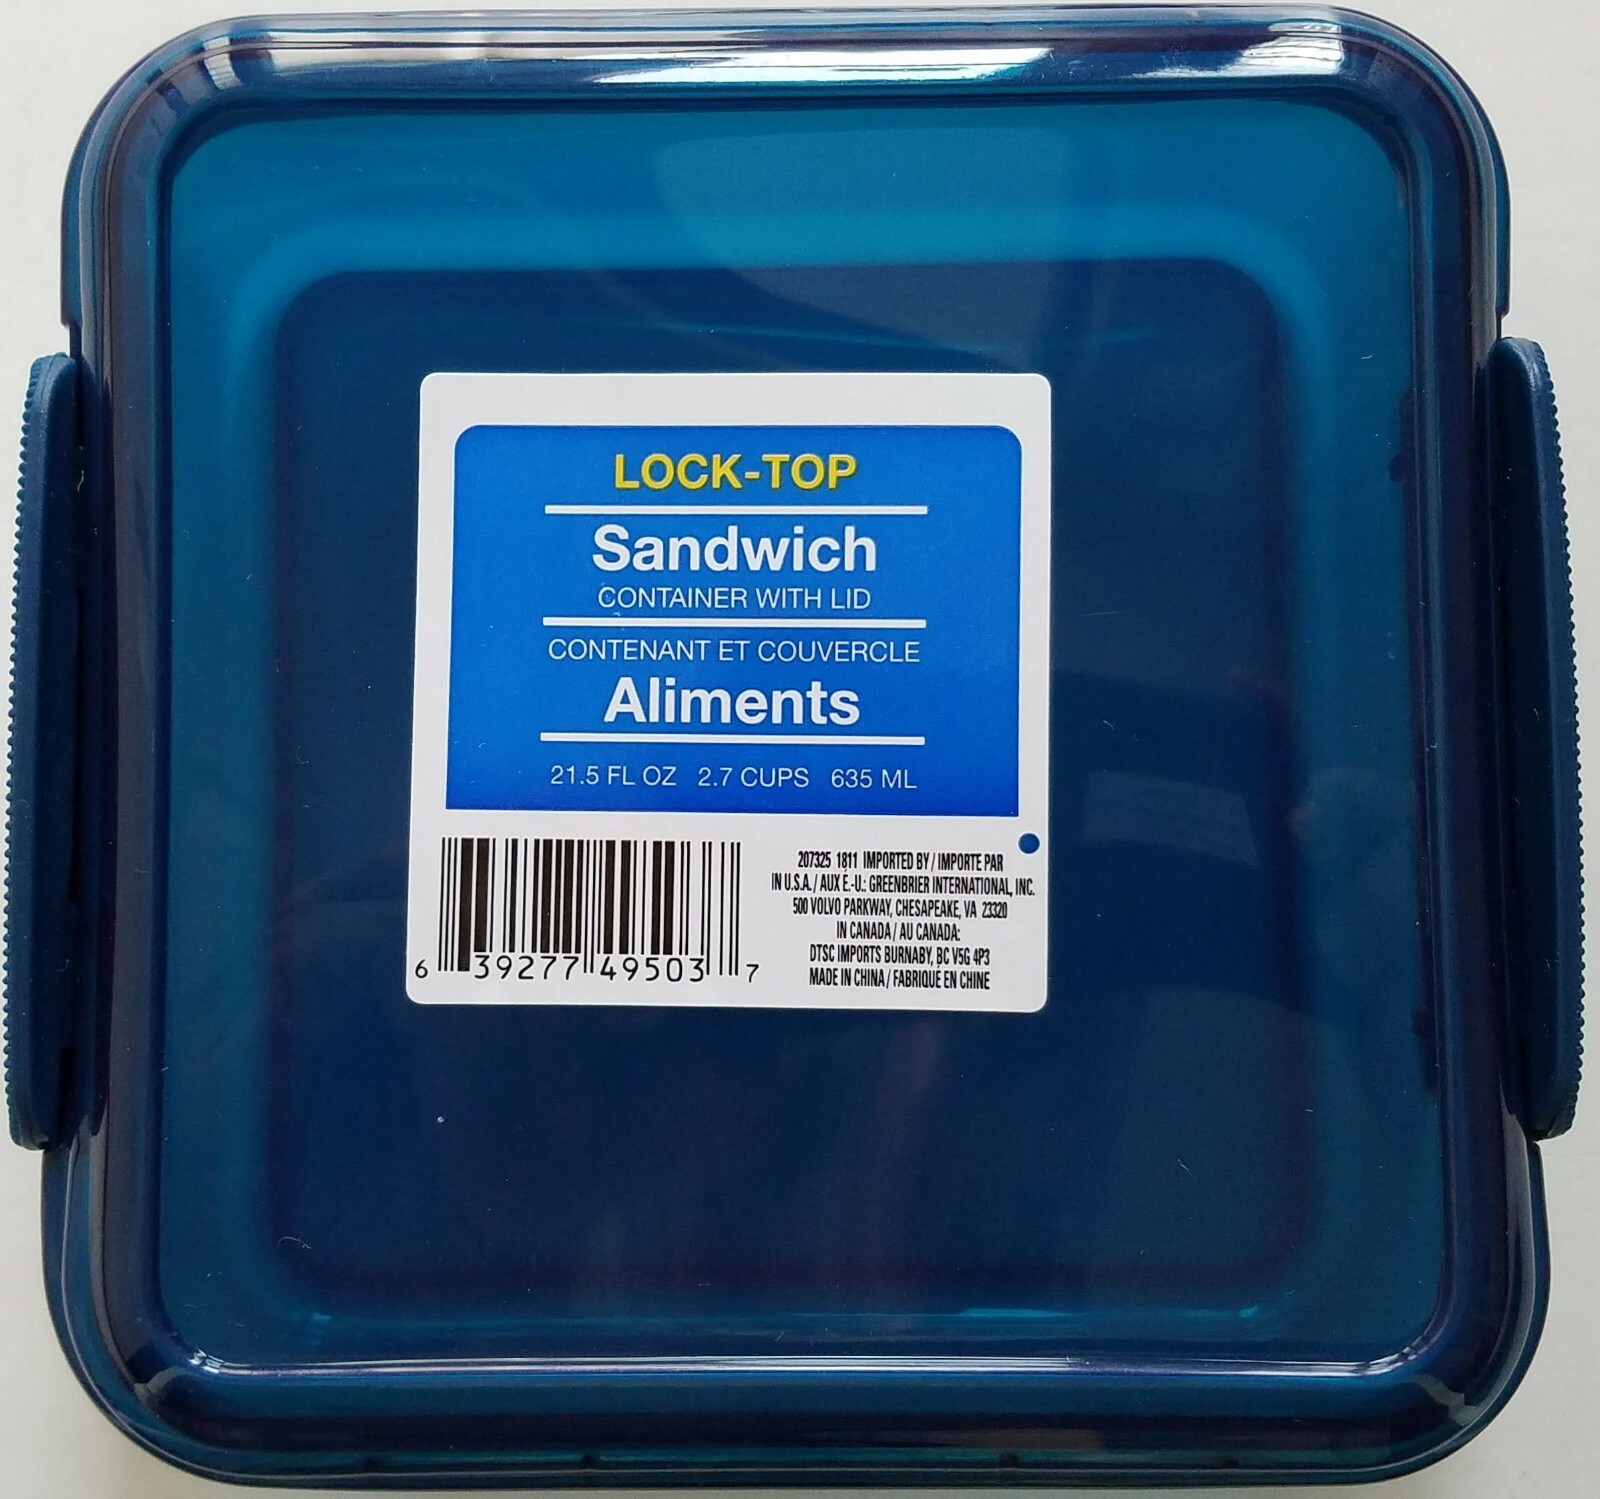 LOCK-TOP
Sandwich
CONTAINER WITH LID
CONTENANT ET COUVERCLE
Aliments
21.5 FL OZ 2.7 CUPS 635 ML
6 39277 49503 7
207325 1811 IMPORTED BY / IMPORTE PAR
IN U.S.A. / AUX É.-U.: GREENBRIER INTERNATIONAL, INC.
500 VOLVO PARKWAY, CHESAPEAKE, VA 23320
IN CANADA / AU CANADA:
DTSC IMPORTS BURNABY, BC V5G 4P3
MADE IN CHINA / FABRIQUÉ EN CHINE